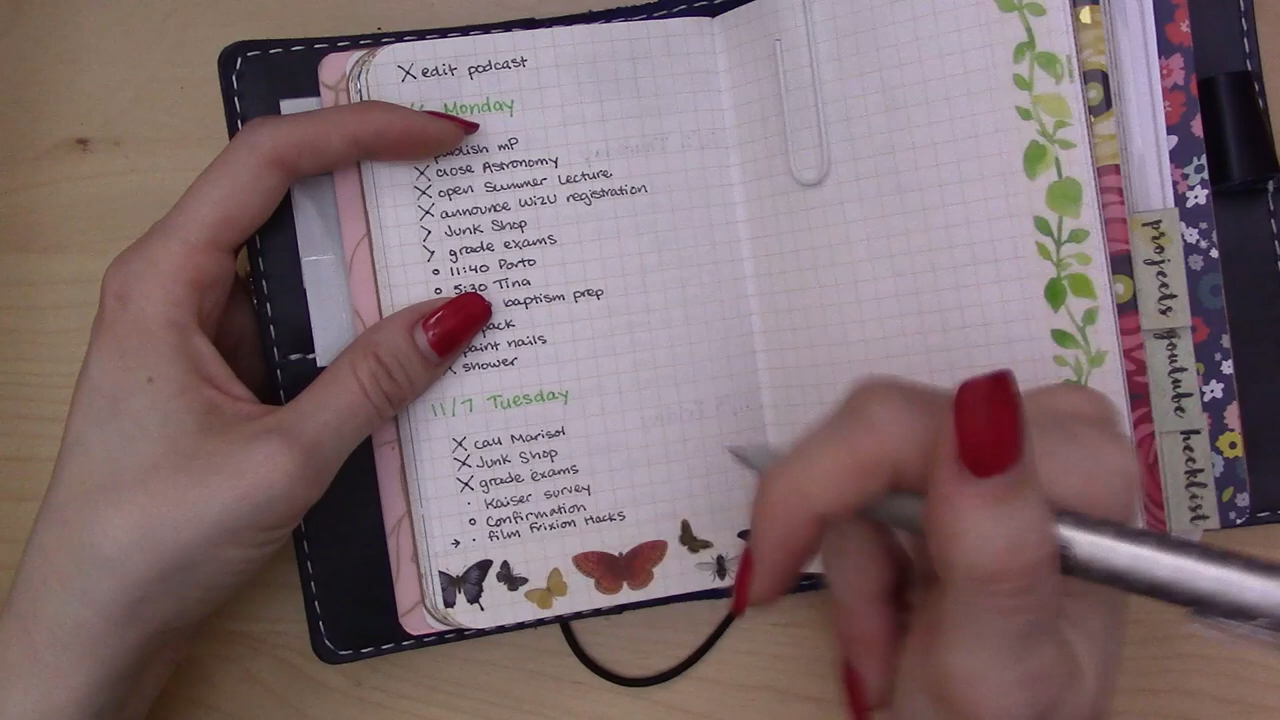 X edit podcast
Monday
publish mP
X close Astronomy
X open Summer Lecture
X announce WizU registration
> Junk Shop
> grade exams
o 11:40 Porto
o 5:30 Tina
baptism prep
pack
paint nails
shower
11/7 Tuesday
X call Marisol
X Junk Shop
X grade exams
· Kaiser survey
o Confirmation
→ · film Frixion Hacks
projects
youtube
hecklist